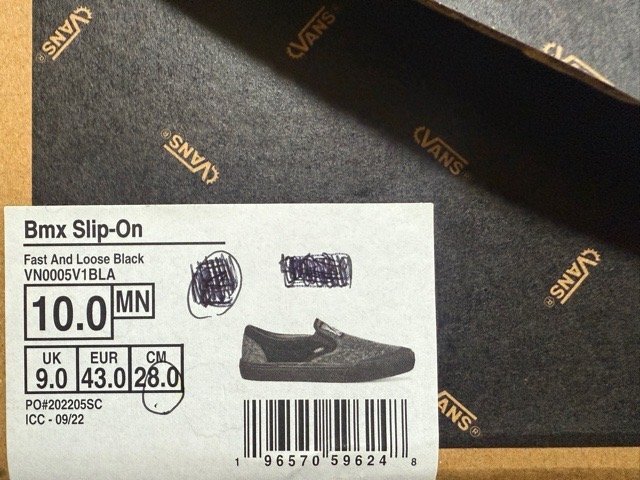 VANS
VANS
VANS
VANS
VANS
VANS
Bmx Slip-On
Fast And Loose Black
VN0005V1BLA
10.0 MN
UK EUR CM
9.0 43.0 28.0
PO#202205SC
ICC - 09/22
1 96570 59624 8